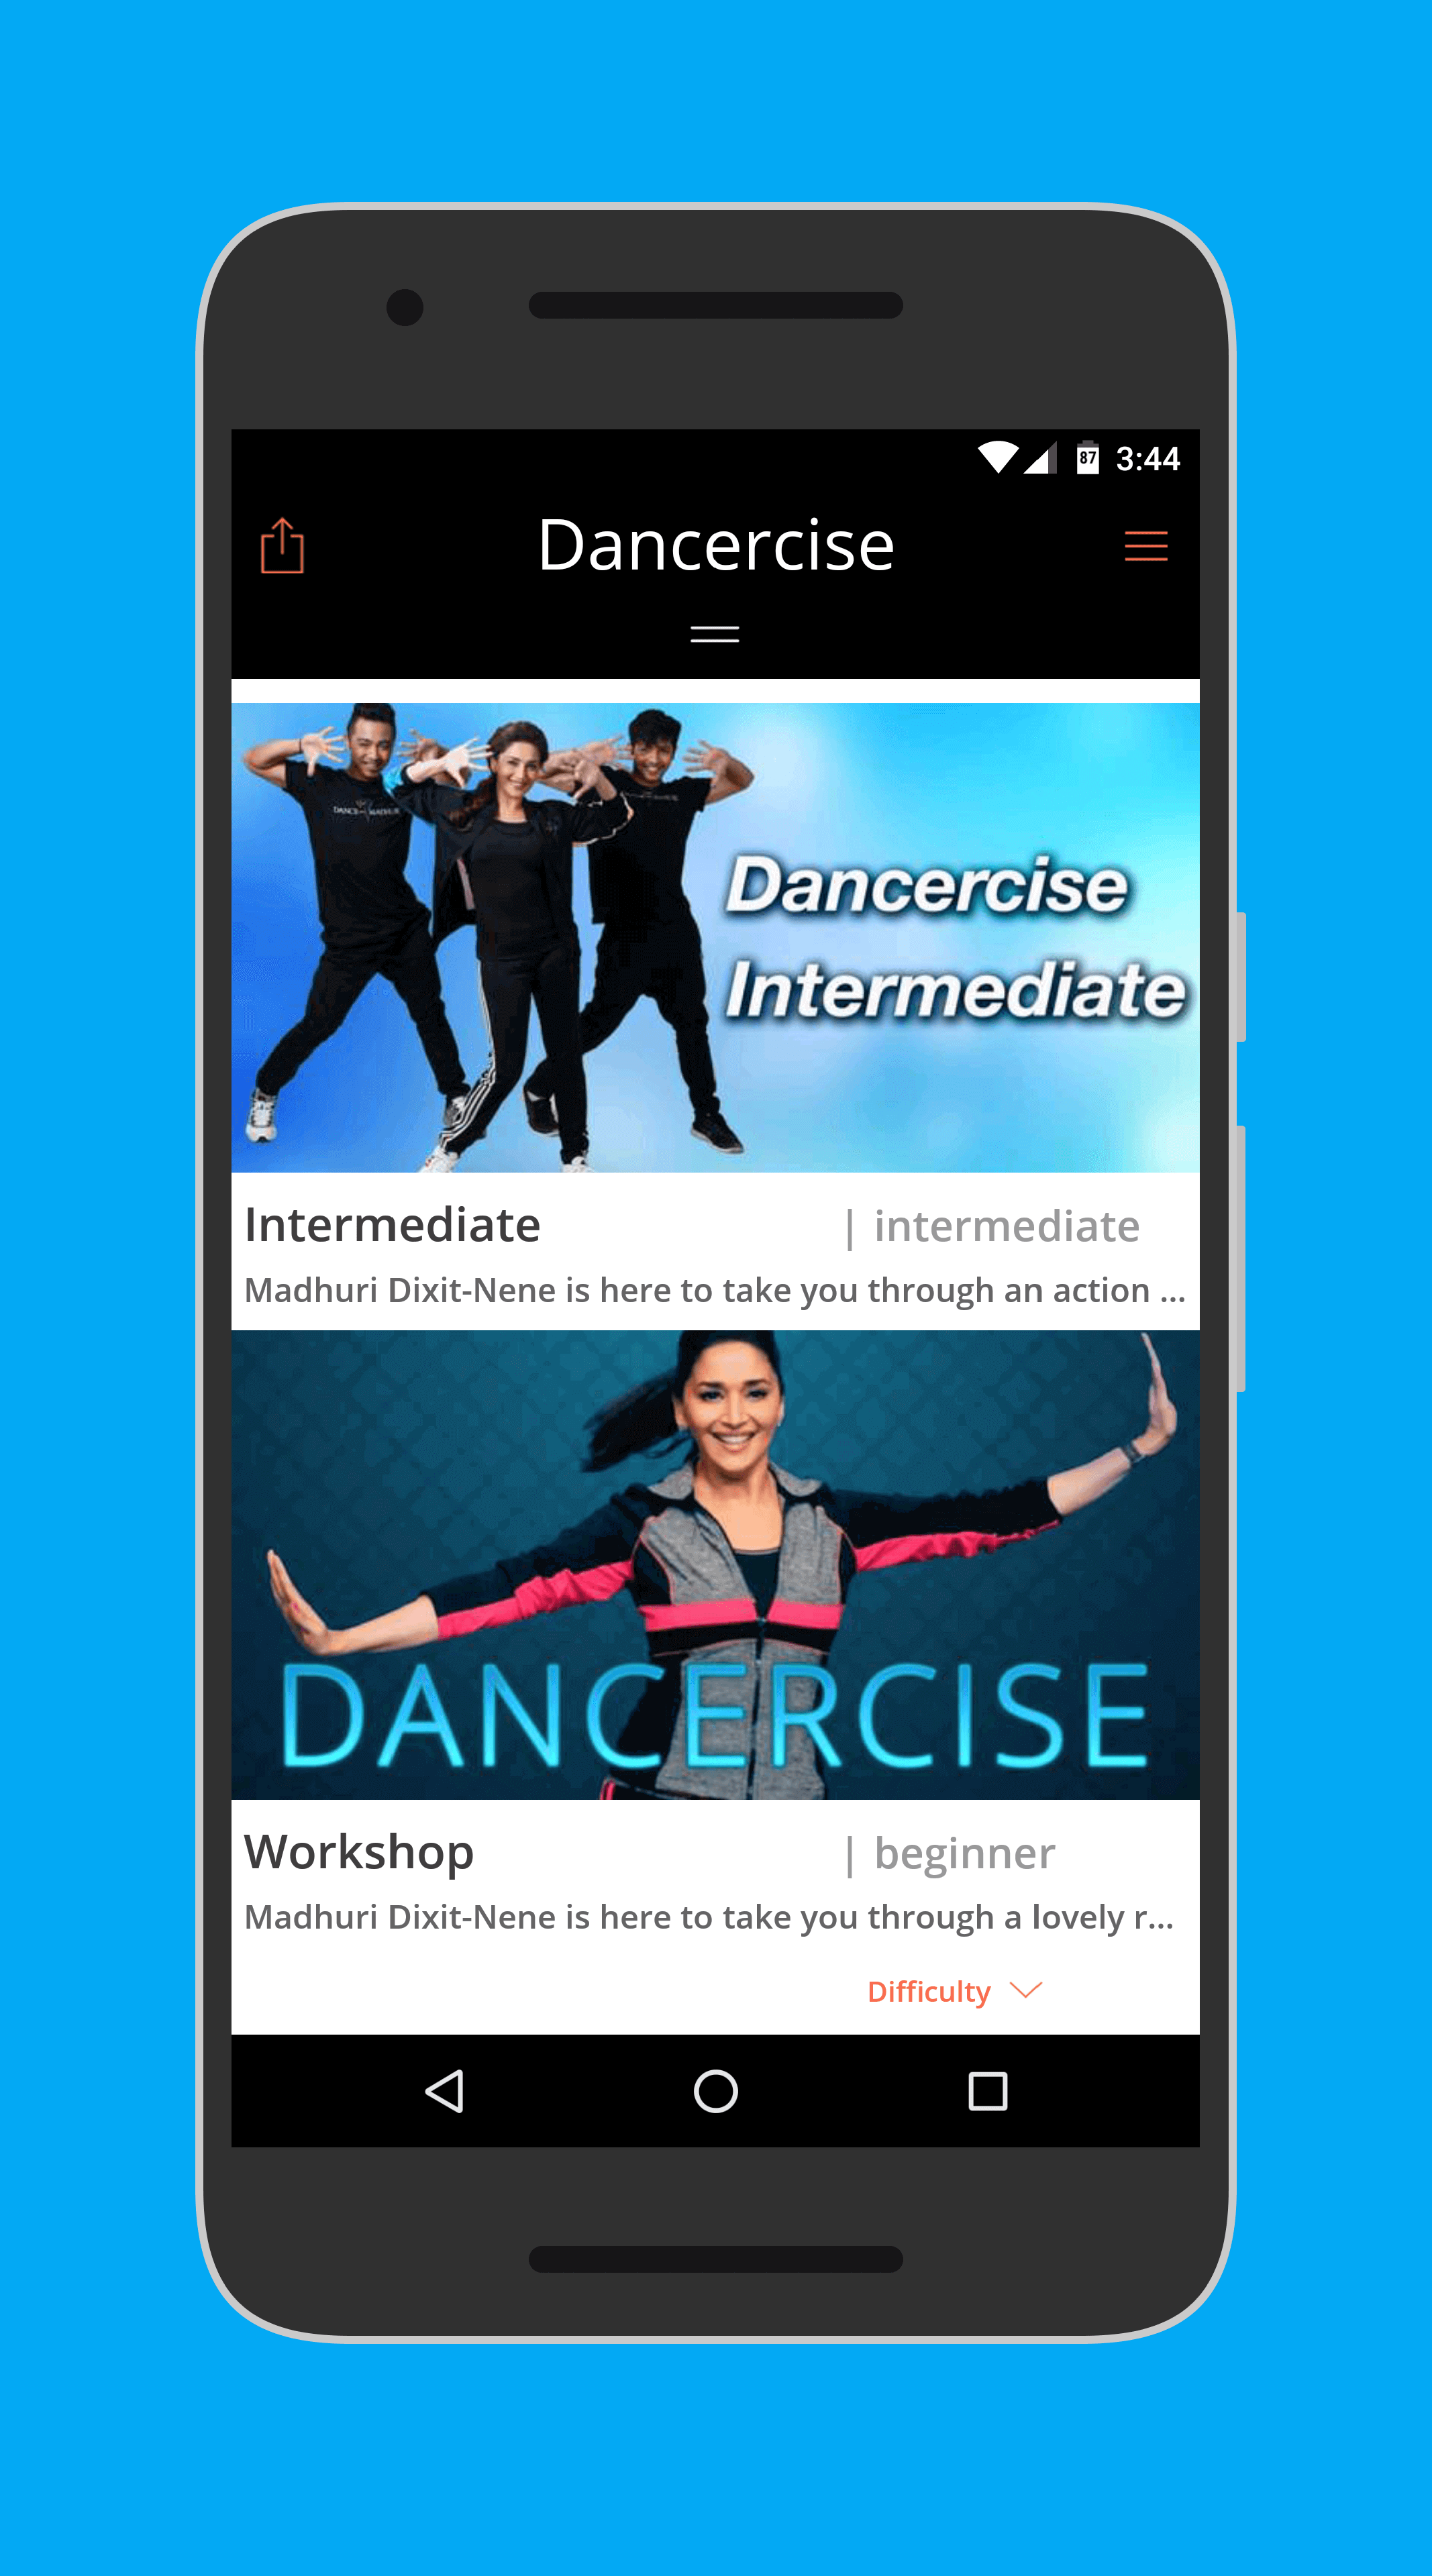 87 3:44
Dancercise
DANCE
Dancercise
Intermediate
Intermediate | intermediate
Madhuri Dixit-Nene is here to take you through an action ...
DANCERCISE
Workshop | beginner
Madhuri Dixit-Nene is here to take you through a lovely r...
Difficulty